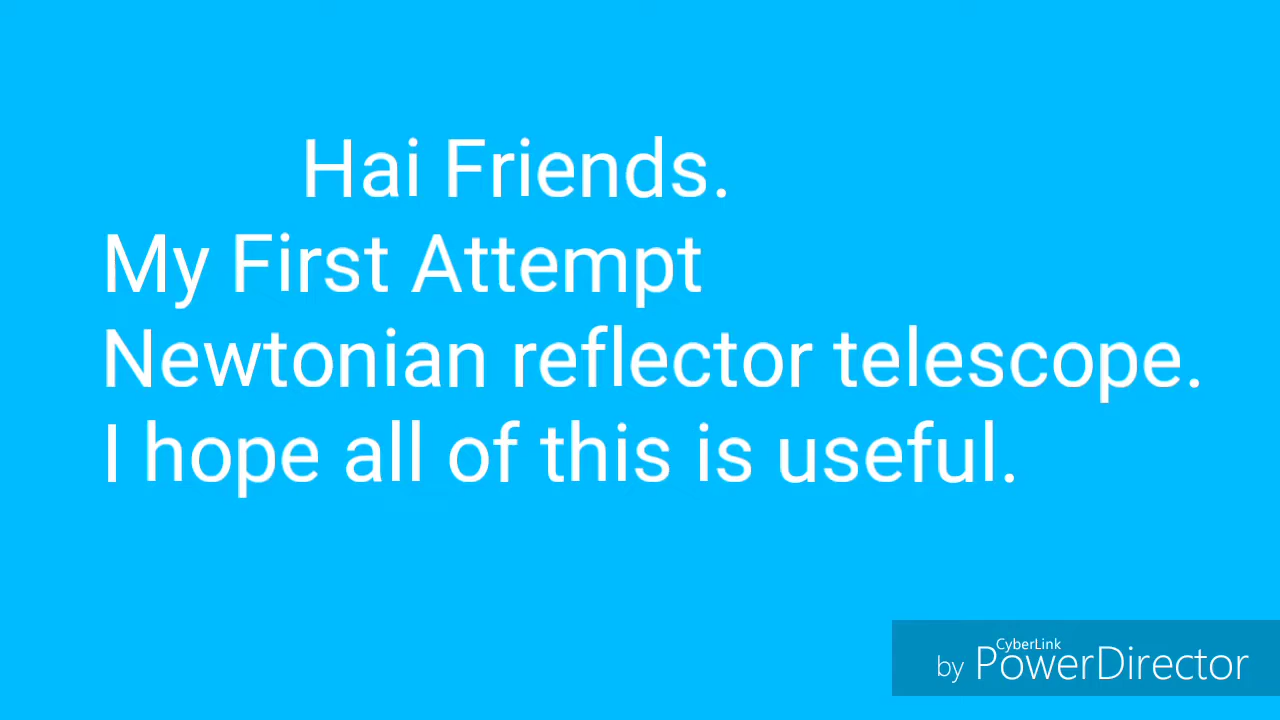 Hai Friends.
My First Attempt
Newtonian reflector telescope.
I hope all of this is useful.
CyberLink
by PowerDirector